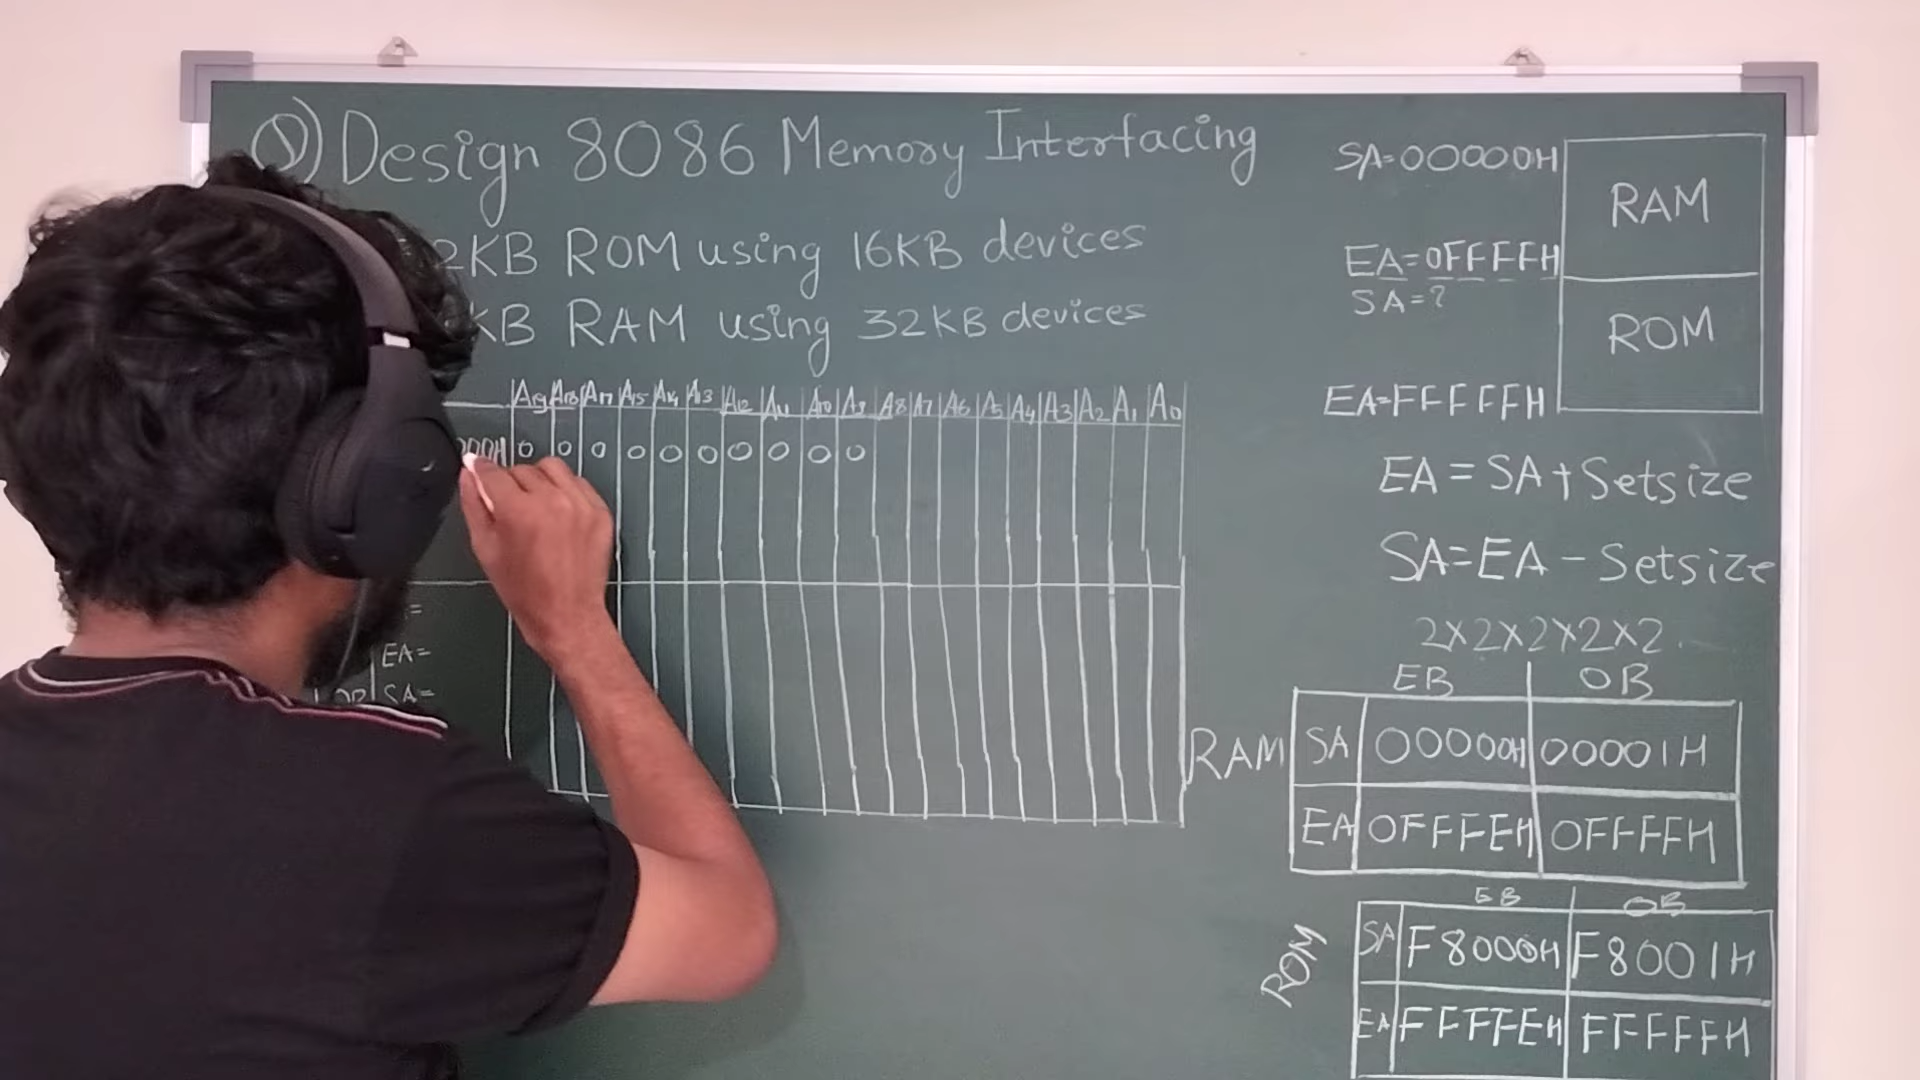 Q) Design 8086 Memory Interfacing
2KB ROM using 16KB devices
KB RAM using 32KB devices
A19 A18 A17 A15 A14 A13 A12 A11 A10 A9 A8 A7 A6 A5 A4 A3 A2 A1 A0
000H 0 0 0 0 0 0 0 0 0 0
=
EA=
SA=
SA=00000H
RAM
EA=0FFFFH
SA=?
ROM
EA=FFFFFH
EA=SA+Setsize
SA=EA-Setsize
2X2X2X2X2
EB OB
RAM SA 00000H 00001H
EA 0FFFEH 0FFFFH
EB OB
ROM SA F8000H F8001H
EA FFFFEH FFFFFH